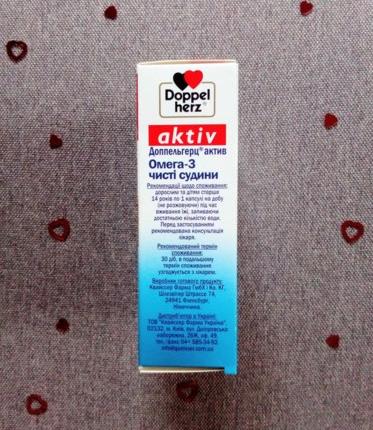 Doppel
herz®
aktiv
Доппельгерц® актив
Омега-3
чисті судини
Рекомендації щодо споживання:
дорослим та дітям старше
14 років по 1 капсулі на добу
(не розжовуючи) під час
вживання їжі, запиваючи
достатньою кількістю води.
Перед застосуванням
рекомендована консультація
лікаря.
Рекомендований термін
споживання:
30 діб, в подальшому
термін споживання
узгоджується з лікарем.
Виробник готового продукту:
Квайссер Фарма ГмбХ і Ко. КГ,
Шлезвігер Штрассе 74,
24941 Фленсбург,
Німеччина.
Дистриб'ютор в Україні:
ТОВ "Квайссер Фарма Україна",
02132, м. Київ, вул. Дніпровська
набережна, 26Ж, оф. 49,
тел./факс 044 585-34-92
info@queisser.com.ua